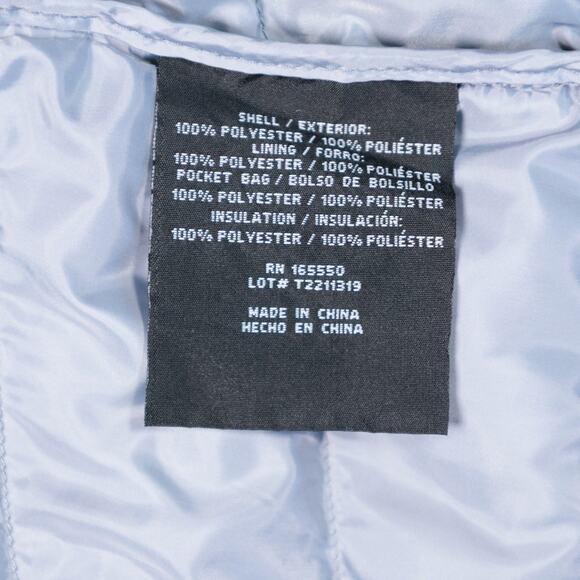 SHELL / EXTERIOR:
100% POLYESTER / 100% POLIÉSTER
LINING / FORRO:
100% POLYESTER / 100% POLIÉSTER
POCKET BAG / BOLSO DE BOLSILLO
100% POLYESTER / 100% POLIÉSTER
INSULATION / INSULACIÓN:
100% POLYESTER / 100% POLIÉSTER
RN 165550
LOT# T2211319
MADE IN CHINA
HECHO EN CHINA